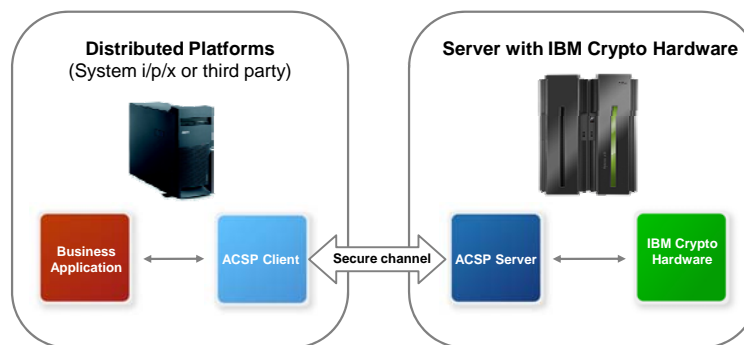 Distributed Platforms
(System i/p/x or third party)
Server with IBM Crypto Hardware
Business
Application
ACSP Client
Secure channel
ACSP Server
IBM Crypto
Hardware